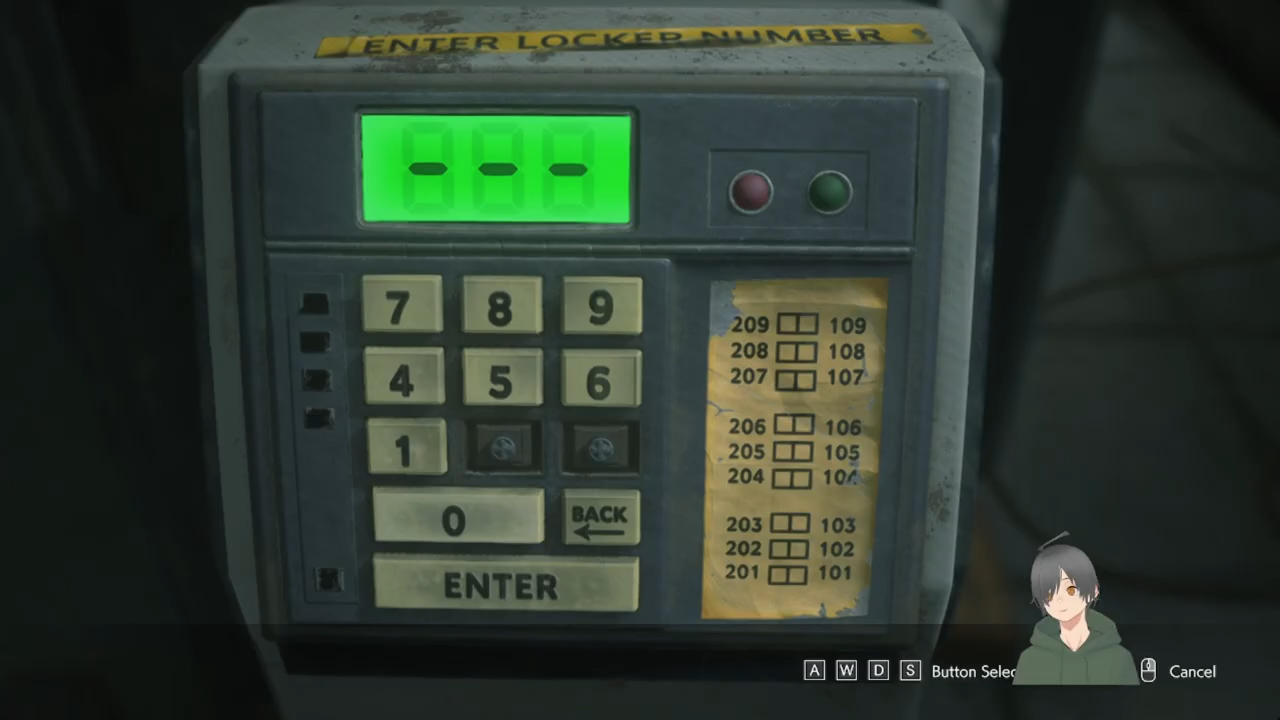 ENTER LOCKER NUMBER
- - -
7 8 9
4 5 6
1
0 BACK
ENTER
209 109
208 108
207 107
206 106
205 105
204 104
203 103
202 102
201 101
A W D S Button Selec
Cancel